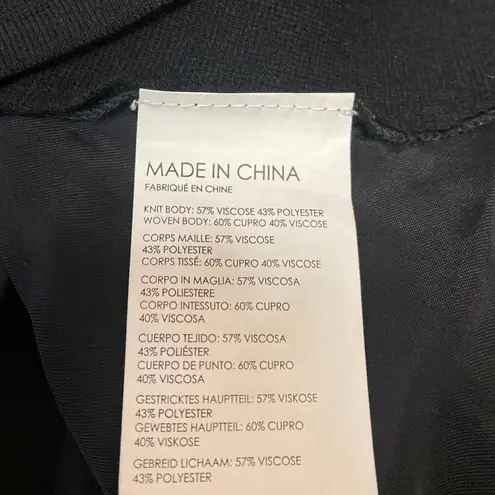 MADE IN CHINA
FABRIQUÉ EN CHINE
KNIT BODY: 57% VISCOSE 43% POLYESTER
WOVEN BODY: 60% CUPRO 40% VISCOSE
CORPS MAILLE: 57% VISCOSE
43% POLYESTER
CORPS TISSÉ: 60% CUPRO 40% VISCOSE
CORPO IN MAGLIA: 57% VISCOSA
43% POLIESTERE
CORPO INTESSUTO: 60% CUPRO
40% VISCOSA
CUERPO TEJIDO: 57% VISCOSA
43% POLIÉSTER
CUERPO DE PUNTO: 60% CUPRO
40% VISCOSA
GESTRICKTES HAUPTTEIL: 57% VISKOSE
43% POLYESTER
GEWEBTES HAUPTTEIL: 60% CUPRO
40% VISKOSE
GEBREID LICHAAM: 57% VISCOSE
43% POLYESTER